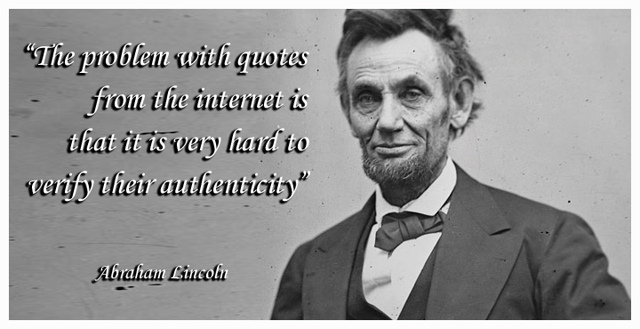 “The problem with quotes
from the internet is
that it is very hard to
verify their authenticity”
Abraham Lincoln